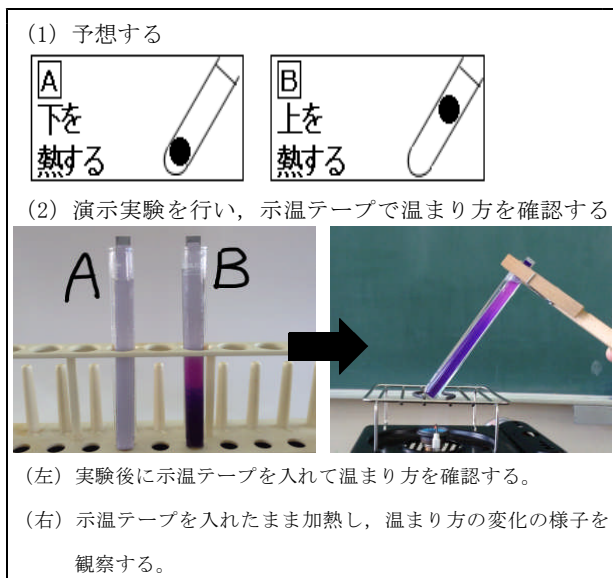 (1) 予想する
A
下を
熱する
B
上を
熱する
(2) 演示実験を行い，示温テープで温まり方を確認する
A
B
(左) 実験後に示温テープを入れて温まり方を確認する。
(右) 示温テープを入れたまま加熱し，温まり方の変化の様子を
観察する。